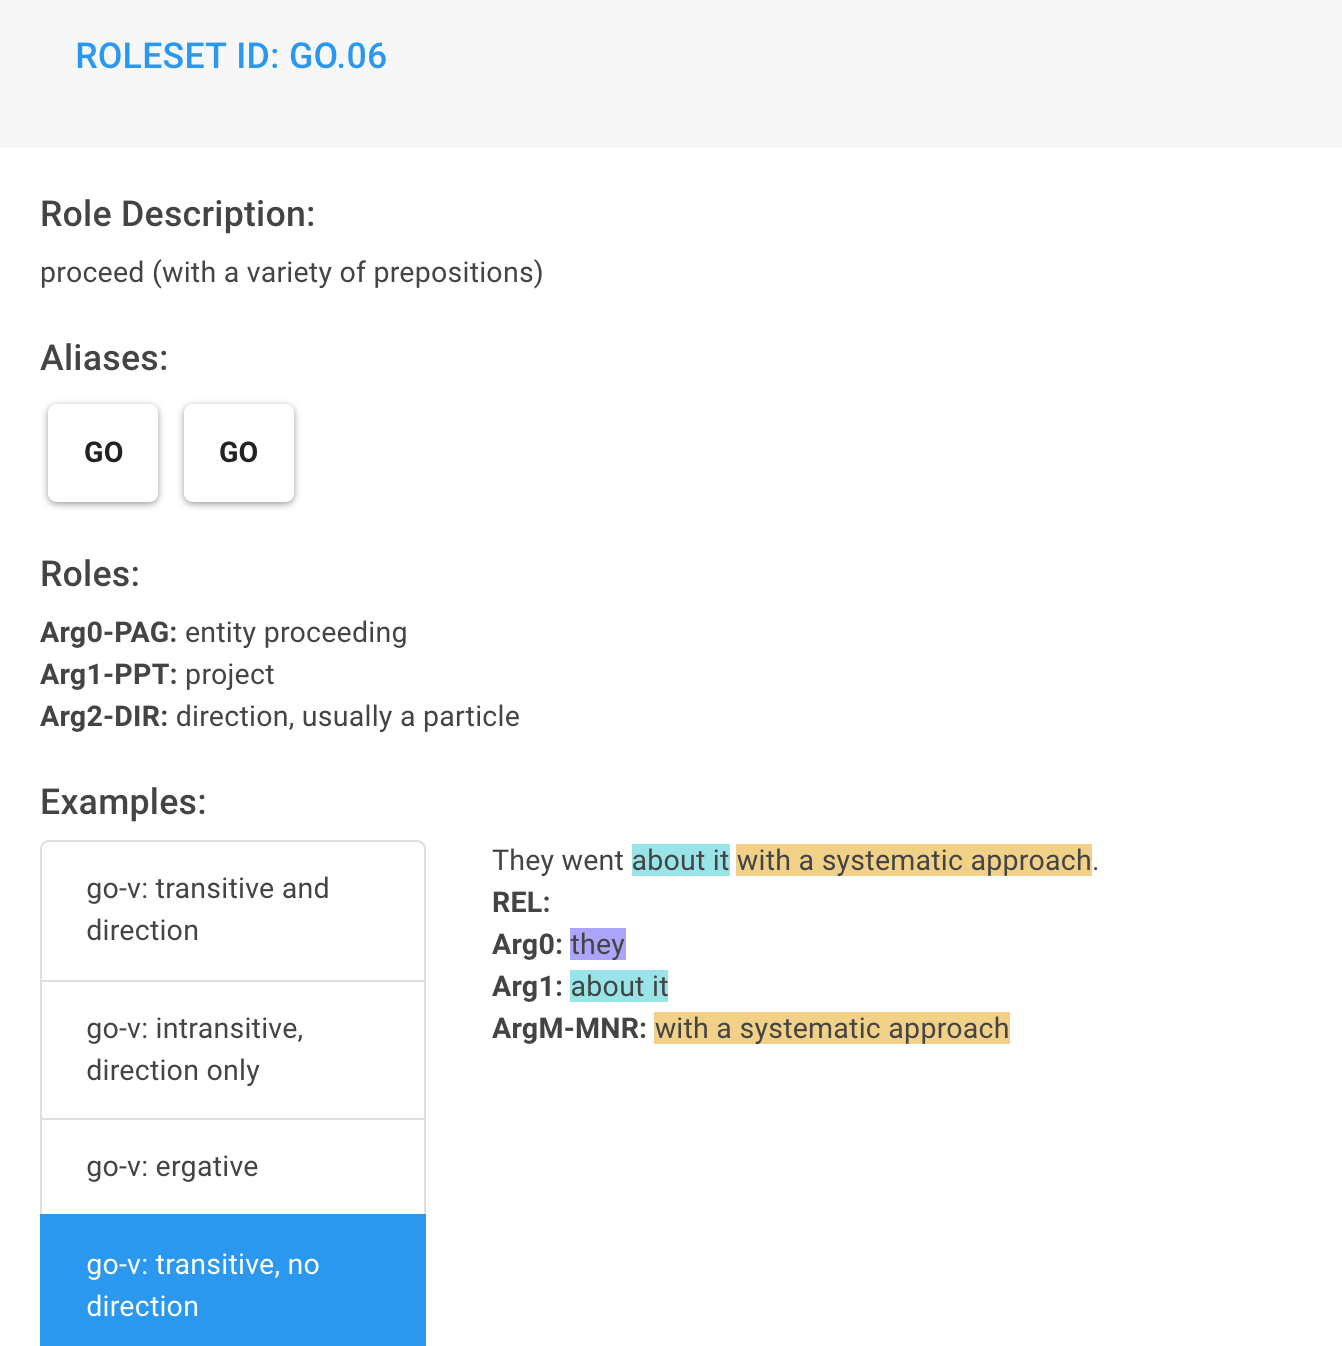 ROLESET ID: GO.06
Role Description:
proceed (with a variety of prepositions)
Aliases:
GO GO
Roles:
Arg0-PAG: entity proceeding
Arg1-PPT: project
Arg2-DIR: direction, usually a particle
Examples:
go-v: transitive and
direction
go-v: intransitive,
direction only
go-v: ergative
go-v: transitive, no
direction
They went about it with a systematic approach.
REL:
Arg0: they
Arg1: about it
ArgM-MNR: with a systematic approach